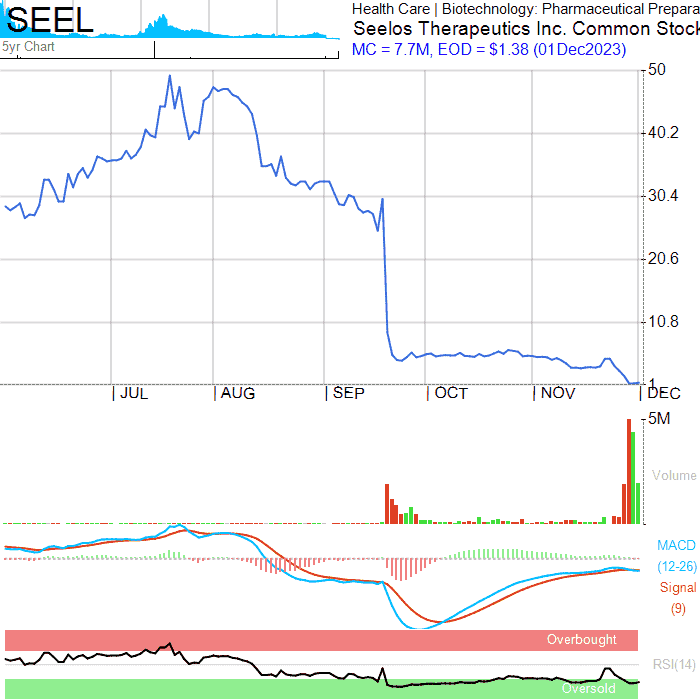 SEEL
5yr Chart
Health Care | Biotechnology: Pharmaceutical Prepara
Seelos Therapeutics Inc. Common Stock
MC = 7.7M, EOD = $1.38 (01Dec2023)
50
40.2
30.4
20.6
10.8
1
JUL AUG SEP OCT NOV DEC
5M
Volume
MACD
(12-26)
Signal
(9)
Overbought
RSI(14)
Oversold